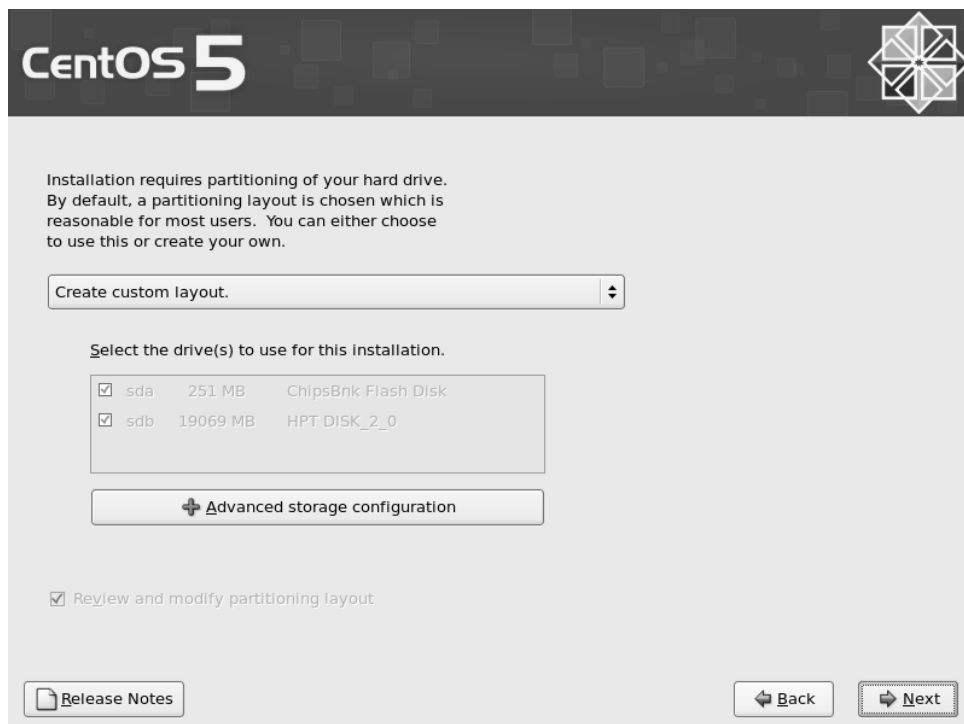 CentOS 5
Installation requires partitioning of your hard drive.
By default, a partitioning layout is chosen which is
reasonable for most users.  You can either choose
to use this or create your own.
Create custom layout.
Select the drive(s) to use for this installation.
sda 251 MB ChipsBnk Flash Disk
sdb 19069 MB HPT DISK_2_0
Advanced storage configuration
Review and modify partitioning layout
Release Notes Back Next